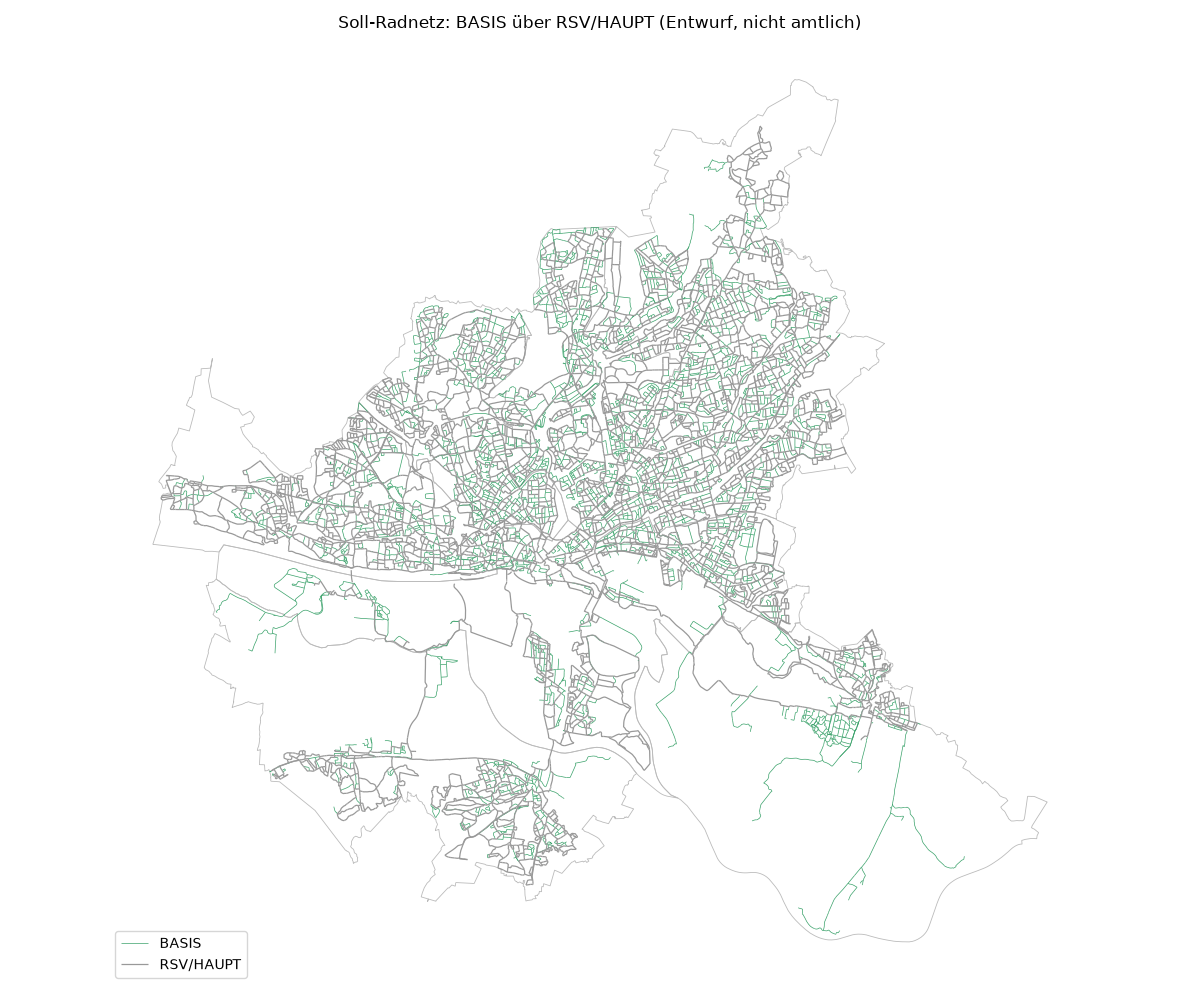 Soll-Radnetz: BASIS über RSV/HAUPT (Entwurf, nicht amtlich)
BASIS
RSV/HAUPT